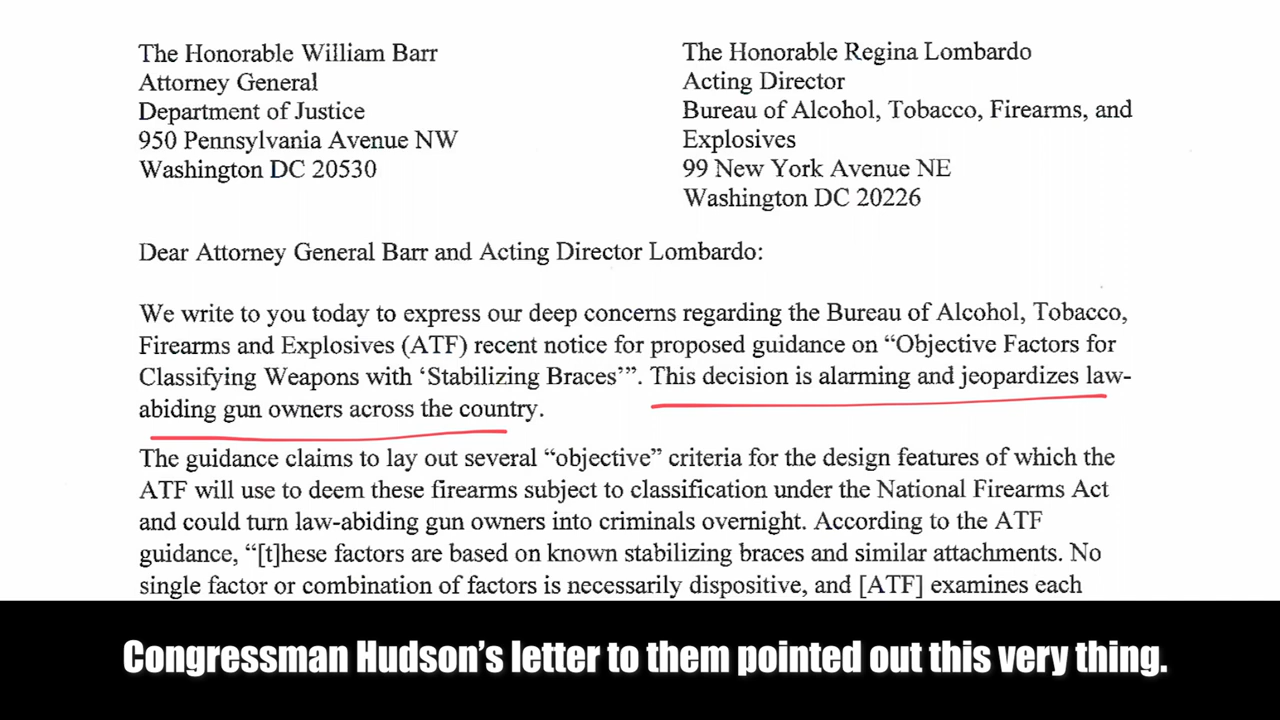 The Honorable William Barr
Attorney General
Department of Justice
950 Pennsylvania Avenue NW
Washington DC 20530
The Honorable Regina Lombardo
Acting Director
Bureau of Alcohol, Tobacco, Firearms, and
Explosives
99 New York Avenue NE
Washington DC 20226
Dear Attorney General Barr and Acting Director Lombardo:
We write to you today to express our deep concerns regarding the Bureau of Alcohol, Tobacco,
Firearms and Explosives (ATF) recent notice for proposed guidance on “Objective Factors for
Classifying Weapons with ‘Stabilizing Braces’”. This decision is alarming and jeopardizes law-
abiding gun owners across the country.
The guidance claims to lay out several “objective” criteria for the design features of which the
ATF will use to deem these firearms subject to classification under the National Firearms Act
and could turn law-abiding gun owners into criminals overnight. According to the ATF
guidance, “[t]hese factors are based on known stabilizing braces and similar attachments. No
single factor or combination of factors is necessarily dispositive, and [ATF] examines each
Congressman Hudson’s letter to them pointed out this very thing.